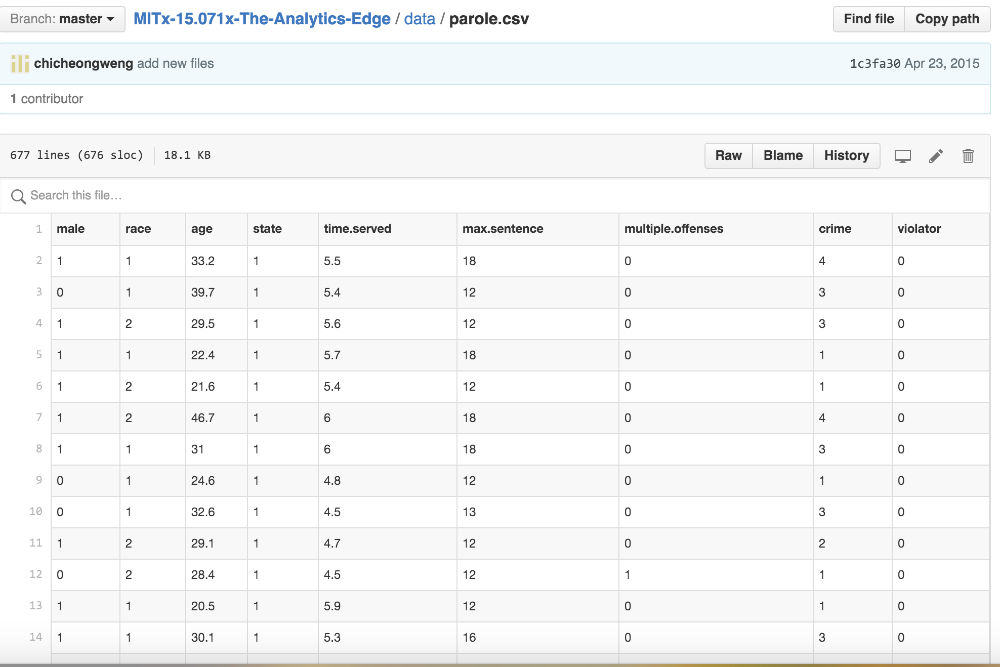 Branch: master MITx-15.071x-The-Analytics-Edge / data / parole.csv Find file Copy path
chicheongweng add new files 1c3fa30 Apr 23, 2015
1 contributor
677 lines (676 sloc) 18.1 KB Raw Blame History
Search this file…
1 male race age state time.served max.sentence multiple.offenses crime violator
2 1 1 33.2 1 5.5 18 0 4 0
3 0 1 39.7 1 5.4 12 0 3 0
4 1 2 29.5 1 5.6 12 0 3 0
5 1 1 22.4 1 5.7 18 0 1 0
6 1 2 21.6 1 5.4 12 0 1 0
7 1 2 46.7 1 6 18 0 4 0
8 1 1 31 1 6 18 0 3 0
9 0 1 24.6 1 4.8 12 0 1 0
10 0 1 32.6 1 4.5 13 0 3 0
11 1 2 29.1 1 4.7 12 0 2 0
12 0 2 28.4 1 4.5 12 1 1 0
13 1 1 20.5 1 5.9 12 0 1 0
14 1 1 30.1 1 5.3 16 0 3 0